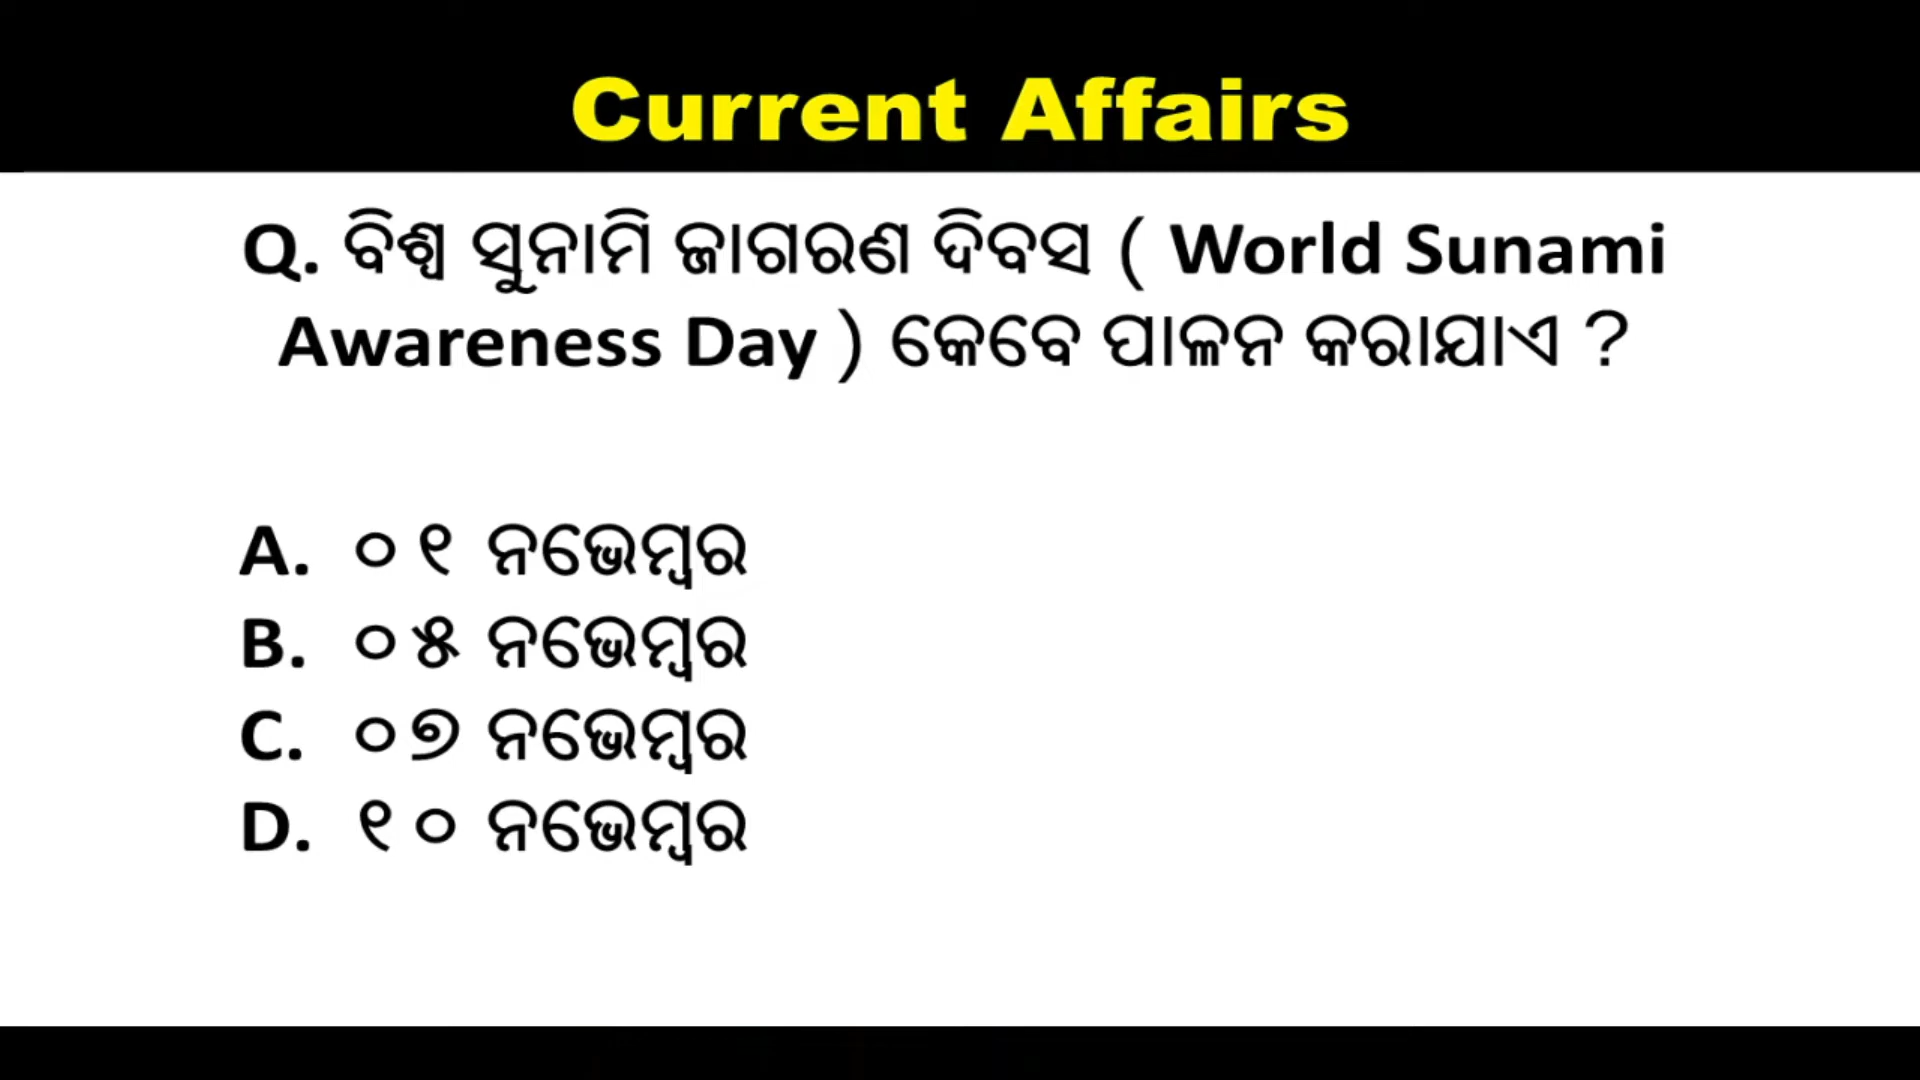 Current Affairs
Q. ବିଶ୍ୱ ସୁନାମି ଜାଗରଣ ଦିବସ ( World Sunami
Awareness Day ) କେବେ ପାଳନ କରାଯାଏ ?
A. ୦୧ ନଭେମ୍ବର
B. ୦୫ ନଭେମ୍ବର
C. ୦୭ ନଭେମ୍ବର
D. ୧୦ ନଭେମ୍ବର